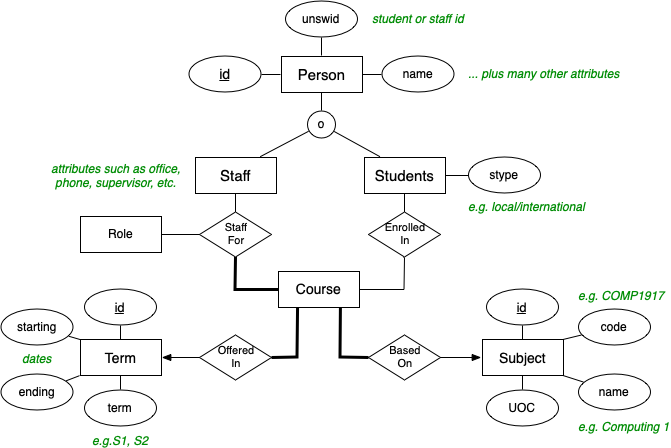 unswid
student or staff id
id
Person
name
... plus many other attributes
o
attributes such as office,
phone, supervisor, etc.
Staff
Students
stype
e.g. local/international
Role
Staff
For
Enrolled
In
Course
id
id
e.g. COMP1917
starting
code
dates
Term
Offered
In
Based
On
Subject
ending
term
UOC
name
e.g.S1, S2
e.g. Computing 1